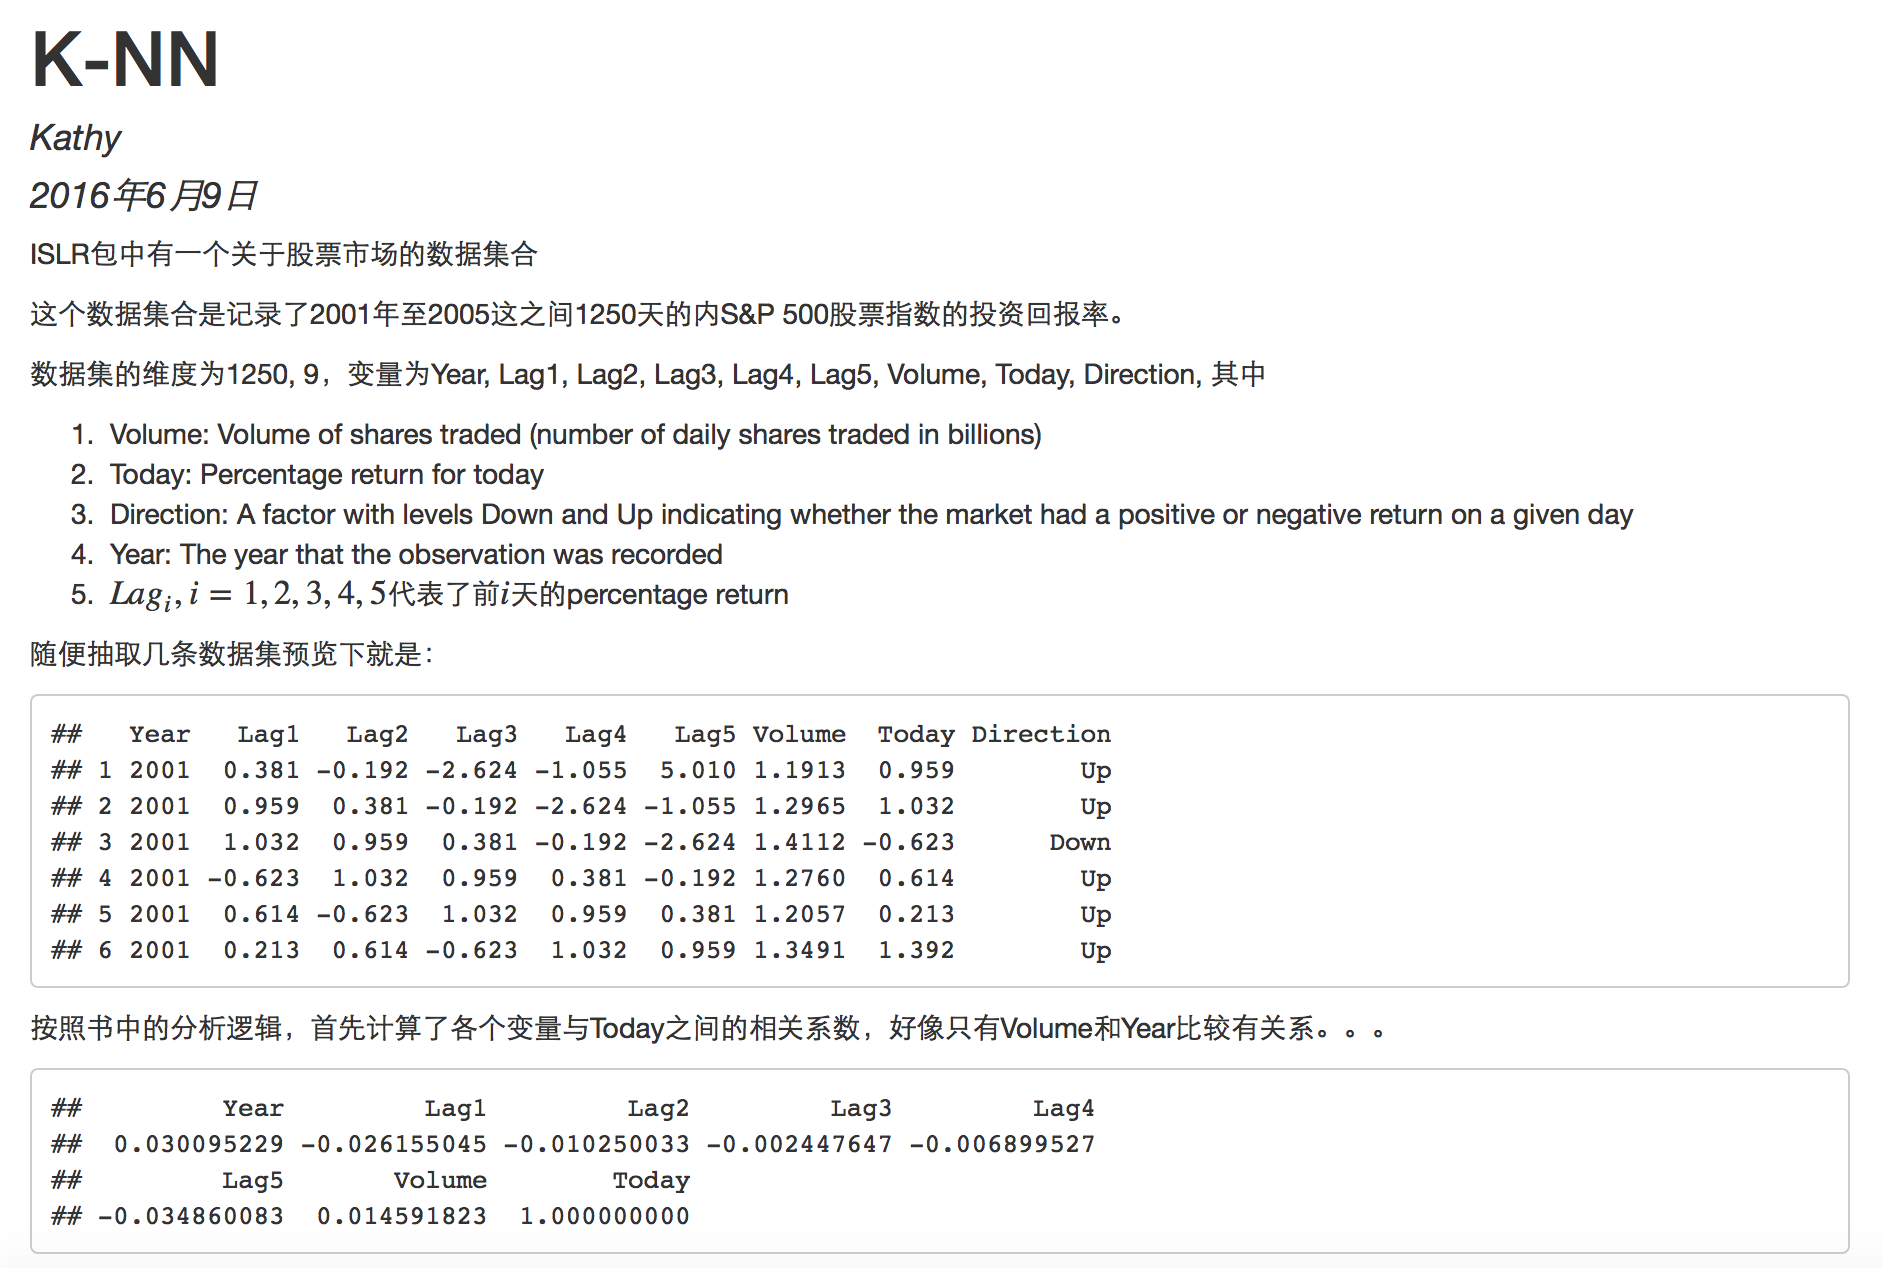 K-NN
Kathy
2016年6月9日
ISLR包中有一个关于股票市场的数据集合
这个数据集合是记录了2001年至2005这之间1250天的内S&P 500股票指数的投资回报率。
数据集的维度为1250, 9，变量为Year, Lag1, Lag2, Lag3, Lag4, Lag5, Volume, Today, Direction, 其中
1. Volume: Volume of shares traded (number of daily shares traded in billions)
2. Today: Percentage return for today
3. Direction: A factor with levels Down and Up indicating whether the market had a positive or negative return on a given day
4. Year: The year that the observation was recorded
5. Lagᵢ, i = 1, 2, 3, 4, 5代表了前i天的percentage return
随便抽取几条数据集预览下就是：
##   Year   Lag1   Lag2   Lag3   Lag4   Lag5 Volume  Today Direction
## 1 2001  0.381 -0.192 -2.624 -1.055  5.010 1.1913  0.959        Up
## 2 2001  0.959  0.381 -0.192 -2.624 -1.055 1.2965  1.032        Up
## 3 2001  1.032  0.959  0.381 -0.192 -2.624 1.4112 -0.623      Down
## 4 2001 -0.623  1.032  0.959  0.381 -0.192 1.2760  0.614        Up
## 5 2001  0.614 -0.623  1.032  0.959  0.381 1.2057  0.213        Up
## 6 2001  0.213  0.614 -0.623  1.032  0.959 1.3491  1.392        Up
按照书中的分析逻辑，首先计算了各个变量与Today之间的相关系数，好像只有Volume和Year比较有关系。。。
##         Year         Lag1         Lag2         Lag3         Lag4
##  0.030095229 -0.026155045 -0.010250033 -0.002447647 -0.006899527
##         Lag5       Volume        Today
## -0.034860083  0.014591823  1.000000000